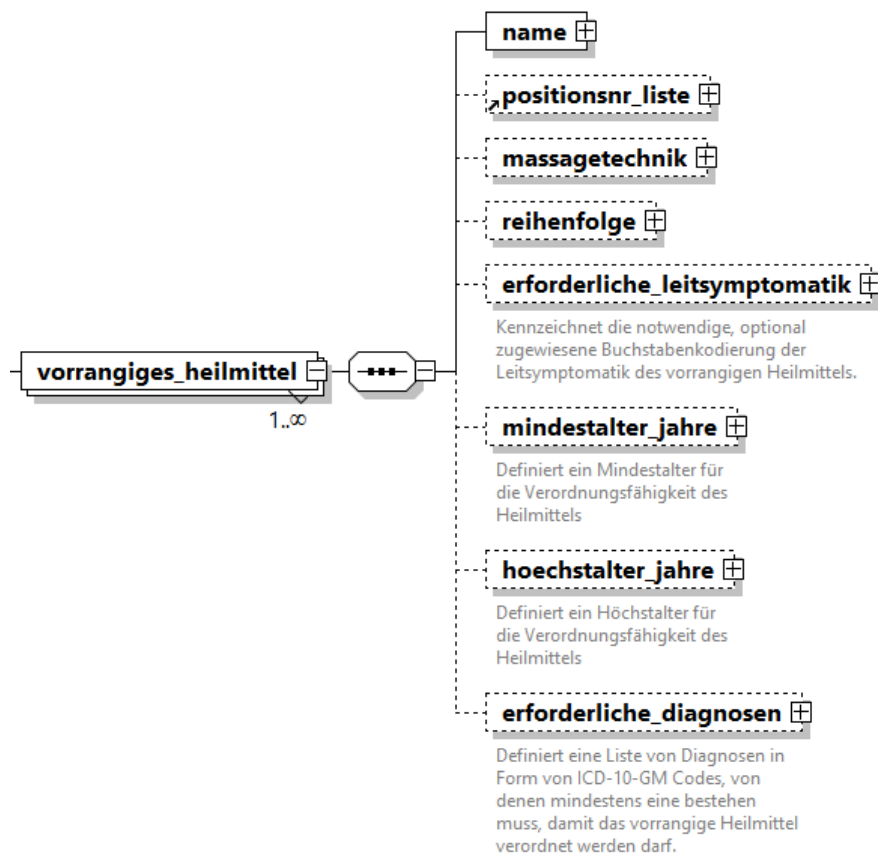 name
positionsnr_liste
massagetechnik
reihenfolge
erforderliche_leitsymptomatik
Kennzeichnet die notwendige, optional
zugewiesene Buchstabenkodierung der
Leitsymptomatik des vorrangigen Heilmittels.
vorrangiges_heilmittel
1..∞
mindestalter_jahre
Definiert ein Mindestalter für
die Verordnungsfähigkeit des
Heilmittels
hoechstalter_jahre
Definiert ein Höchstalter für
die Verordnungsfähigkeit des
Heilmittels
erforderliche_diagnosen
Definiert eine Liste von Diagnosen in
Form von ICD-10-GM Codes, von
denen mindestens eine bestehen
muss, damit das vorrangige Heilmittel
verordnet werden darf.